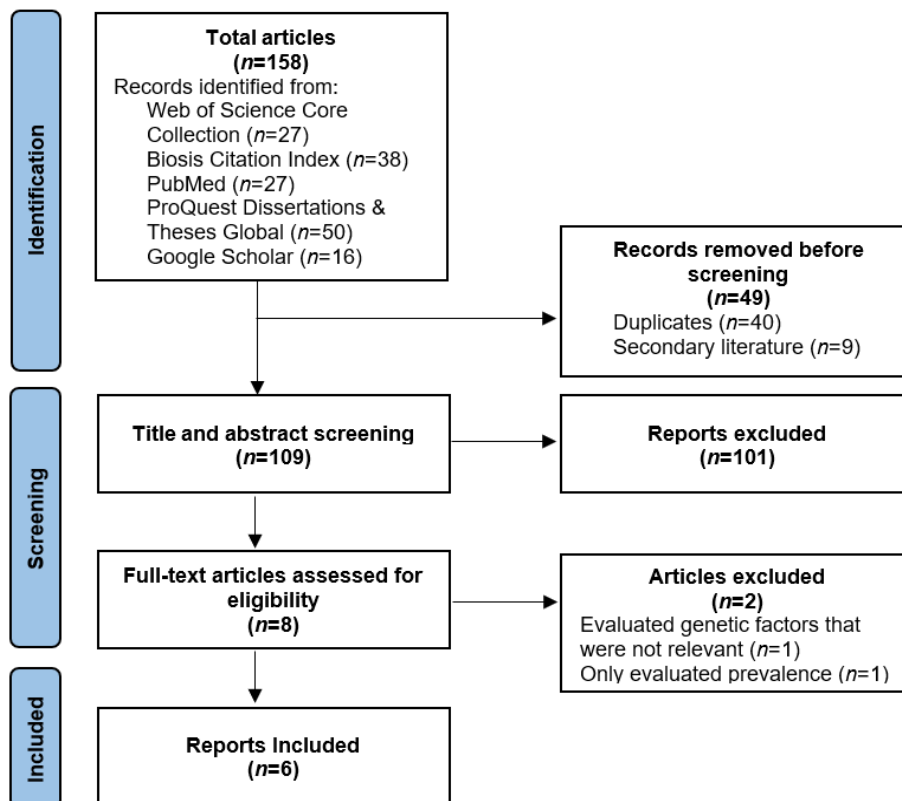 Identification
Total articles
(n=158)
Records identified from:
Web of Science Core
Collection (n=27)
Biosis Citation Index (n=38)
PubMed (n=27)
ProQuest Dissertations &
Theses Global (n=50)
Google Scholar (n=16)
Records removed before
screening
(n=49)
Duplicates (n=40)
Secondary literature (n=9)
Screening
Title and abstract screening
(n=109)
Reports excluded
(n=101)
Full-text articles assessed for
eligibility
(n=8)
Articles excluded
(n=2)
Evaluated genetic factors that
were not relevant (n=1)
Only evaluated prevalence (n=1)
Included
Reports Included
(n=6)